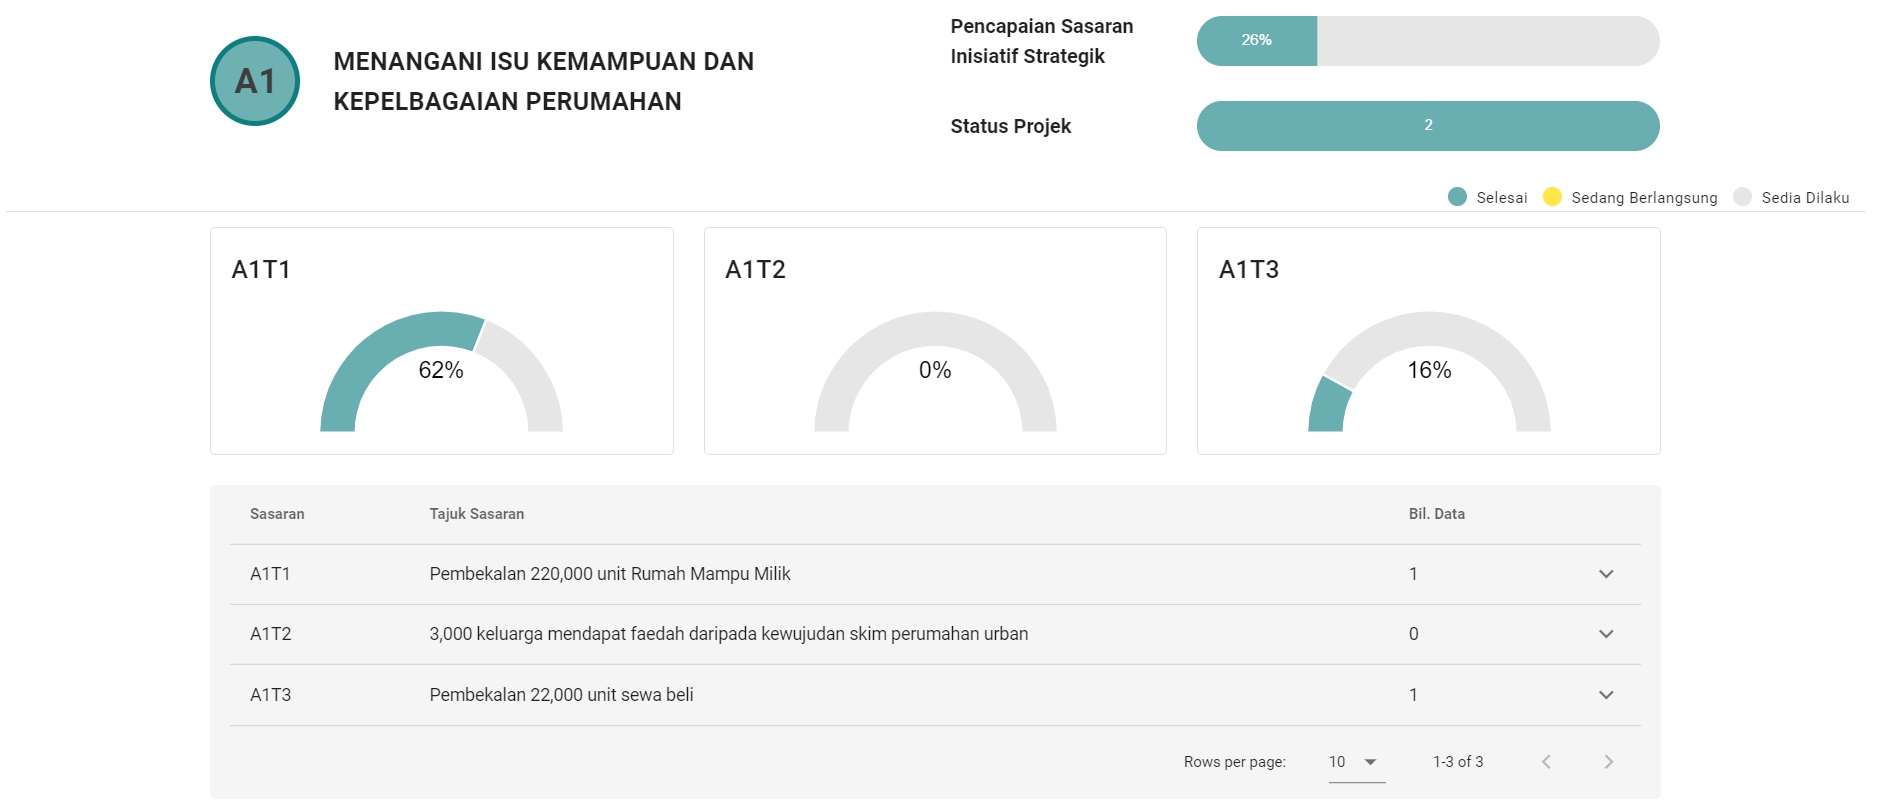 A1
MENANGANI ISU KEMAMPUAN DAN
KEPELBAGAIAN PERUMAHAN
Pencapaian Sasaran
Inisiatif Strategik
26%
Status Projek
2
Selesai
Sedang Berlangsung
Sedia Dilaku
A1T1
62%
A1T2
0%
A1T3
16%
Sasaran Tajuk Sasaran Bil. Data
A1T1 Pembekalan 220,000 unit Rumah Mampu Milik 1
A1T2 3,000 keluarga mendapat faedah daripada kewujudan skim perumahan urban 0
A1T3 Pembekalan 22,000 unit sewa beli 1
Rows per page: 10 1-3 of 3